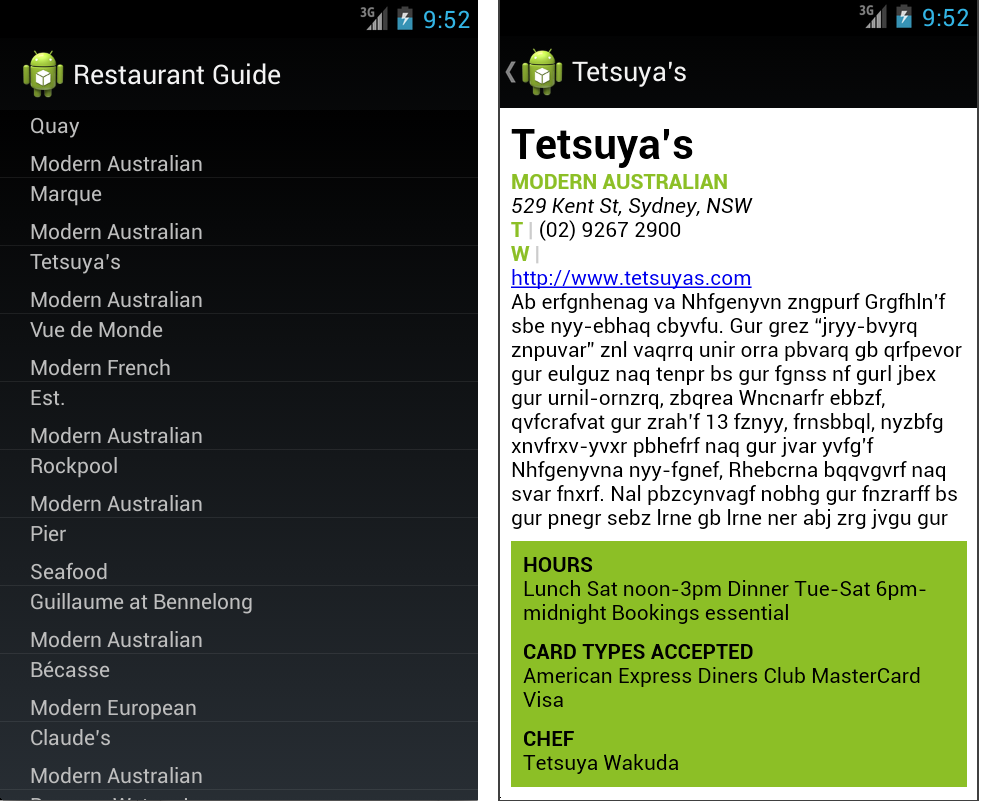 3G 9:52
Restaurant Guide
Quay
Modern Australian
Marque
Modern Australian
Tetsuya's
Modern Australian
Vue de Monde
Modern French
Est.
Modern Australian
Rockpool
Modern Australian
Pier
Seafood
Guillaume at Bennelong
Modern Australian
Bécasse
Modern European
Claude's
Modern Australian
3G 9:52
Tetsuya's
Tetsuya's
MODERN AUSTRALIAN
529 Kent St, Sydney, NSW
T | (02) 9267 2900
W |
http://www.tetsuyas.com
Ab erfgnhenag va Nhfgenyvn zngpurf Grgfhln'f
sbe nyy-ebhaq cbyvfu. Gur grez “jryy-bvyrq
znpuvar” znl vaqrrq unir orra pbvarq gb qrfpevor
gur eulguz naq tenpr bs gur fgnss nf gurl jbex
gur urnil-ornzrq, zbqrea Wncnarfr ebbzf,
qvfcrafvat gur zrah'f 13 fznyy, frnsbbql, nyzbfg
xnvfrxv-yvxr pbhefrf naq gur jvar yvfg'f
Nhfgenyvna nyy-fgnef, Rhebcrna bqqvgvrf naq
svar fnxrf. Nal pbzcynvagf nobhg gur fnzrarff bs
gur pnegr sebz lrne gb lrne ner abj zrg jvgu gur
HOURS
Lunch Sat noon-3pm Dinner Tue-Sat 6pm-
midnight Bookings essential
CARD TYPES ACCEPTED
American Express Diners Club MasterCard
Visa
CHEF
Tetsuya Wakuda